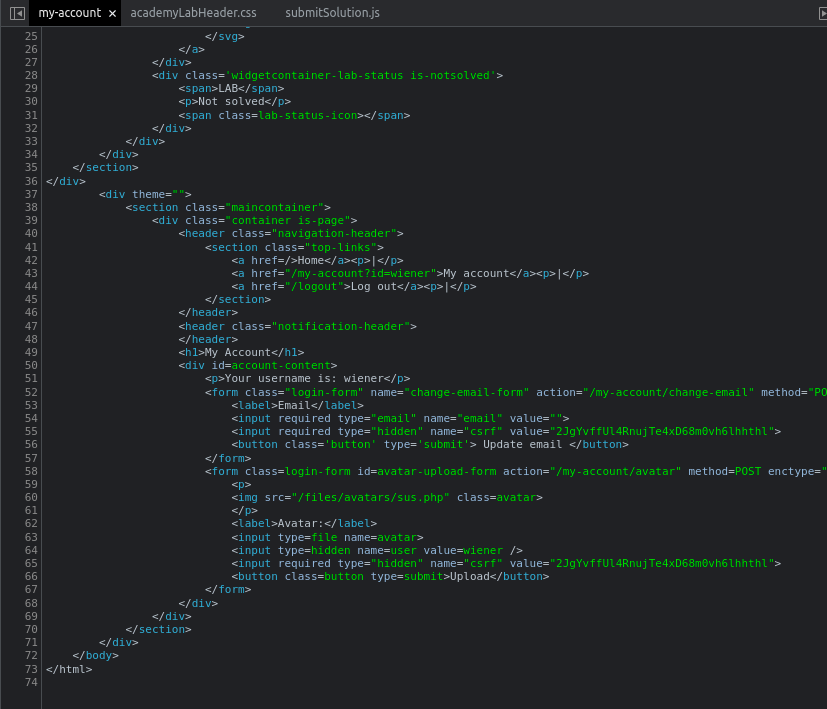 my-account × academyLabHeader.css submitSolution.js
25 </svg>
26 </a>
27 </div>
28 <div class='widgetcontainer-lab-status is-notsolved'>
29 <span>LAB</span>
30 <p>Not solved</p>
31 <span class=lab-status-icon></span>
32 </div>
33 </div>
34 </div>
35 </section>
36 </div>
37 <div theme="">
38 <section class="maincontainer">
39 <div class="container is-page">
40 <header class="navigation-header">
41 <section class="top-links">
42 <a href=/>Home</a><p>|</p>
43 <a href="/my-account?id=wiener">My account</a><p>|</p>
44 <a href="/logout">Log out</a><p>|</p>
45 </section>
46 </header>
47 <header class="notification-header">
48 </header>
49 <h1>My Account</h1>
50 <div id=account-content>
51 <p>Your username is: wiener</p>
52 <form class="login-form" name="change-email-form" action="/my-account/change-email" method="PO
53 <label>Email</label>
54 <input required type="email" name="email" value="">
55 <input required type="hidden" name="csrf" value="2JgYvffUl4RnujTe4xD68m0vh6lhhthl">
56 <button class='button' type='submit'> Update email </button>
57 </form>
58 <form class=login-form id=avatar-upload-form action="/my-account/avatar" method=POST enctype="
59 <p>
60 <img src="/files/avatars/sus.php" class=avatar>
61 </p>
62 <label>Avatar:</label>
63 <input type=file name=avatar>
64 <input type=hidden name=user value=wiener />
65 <input required type="hidden" name="csrf" value="2JgYvffUl4RnujTe4xD68m0vh6lhhthl">
66 <button class=button type=submit>Upload</button>
67 </form>
68 </div>
69 </div>
70 </section>
71 </div>
72 </body>
73 </html>
74